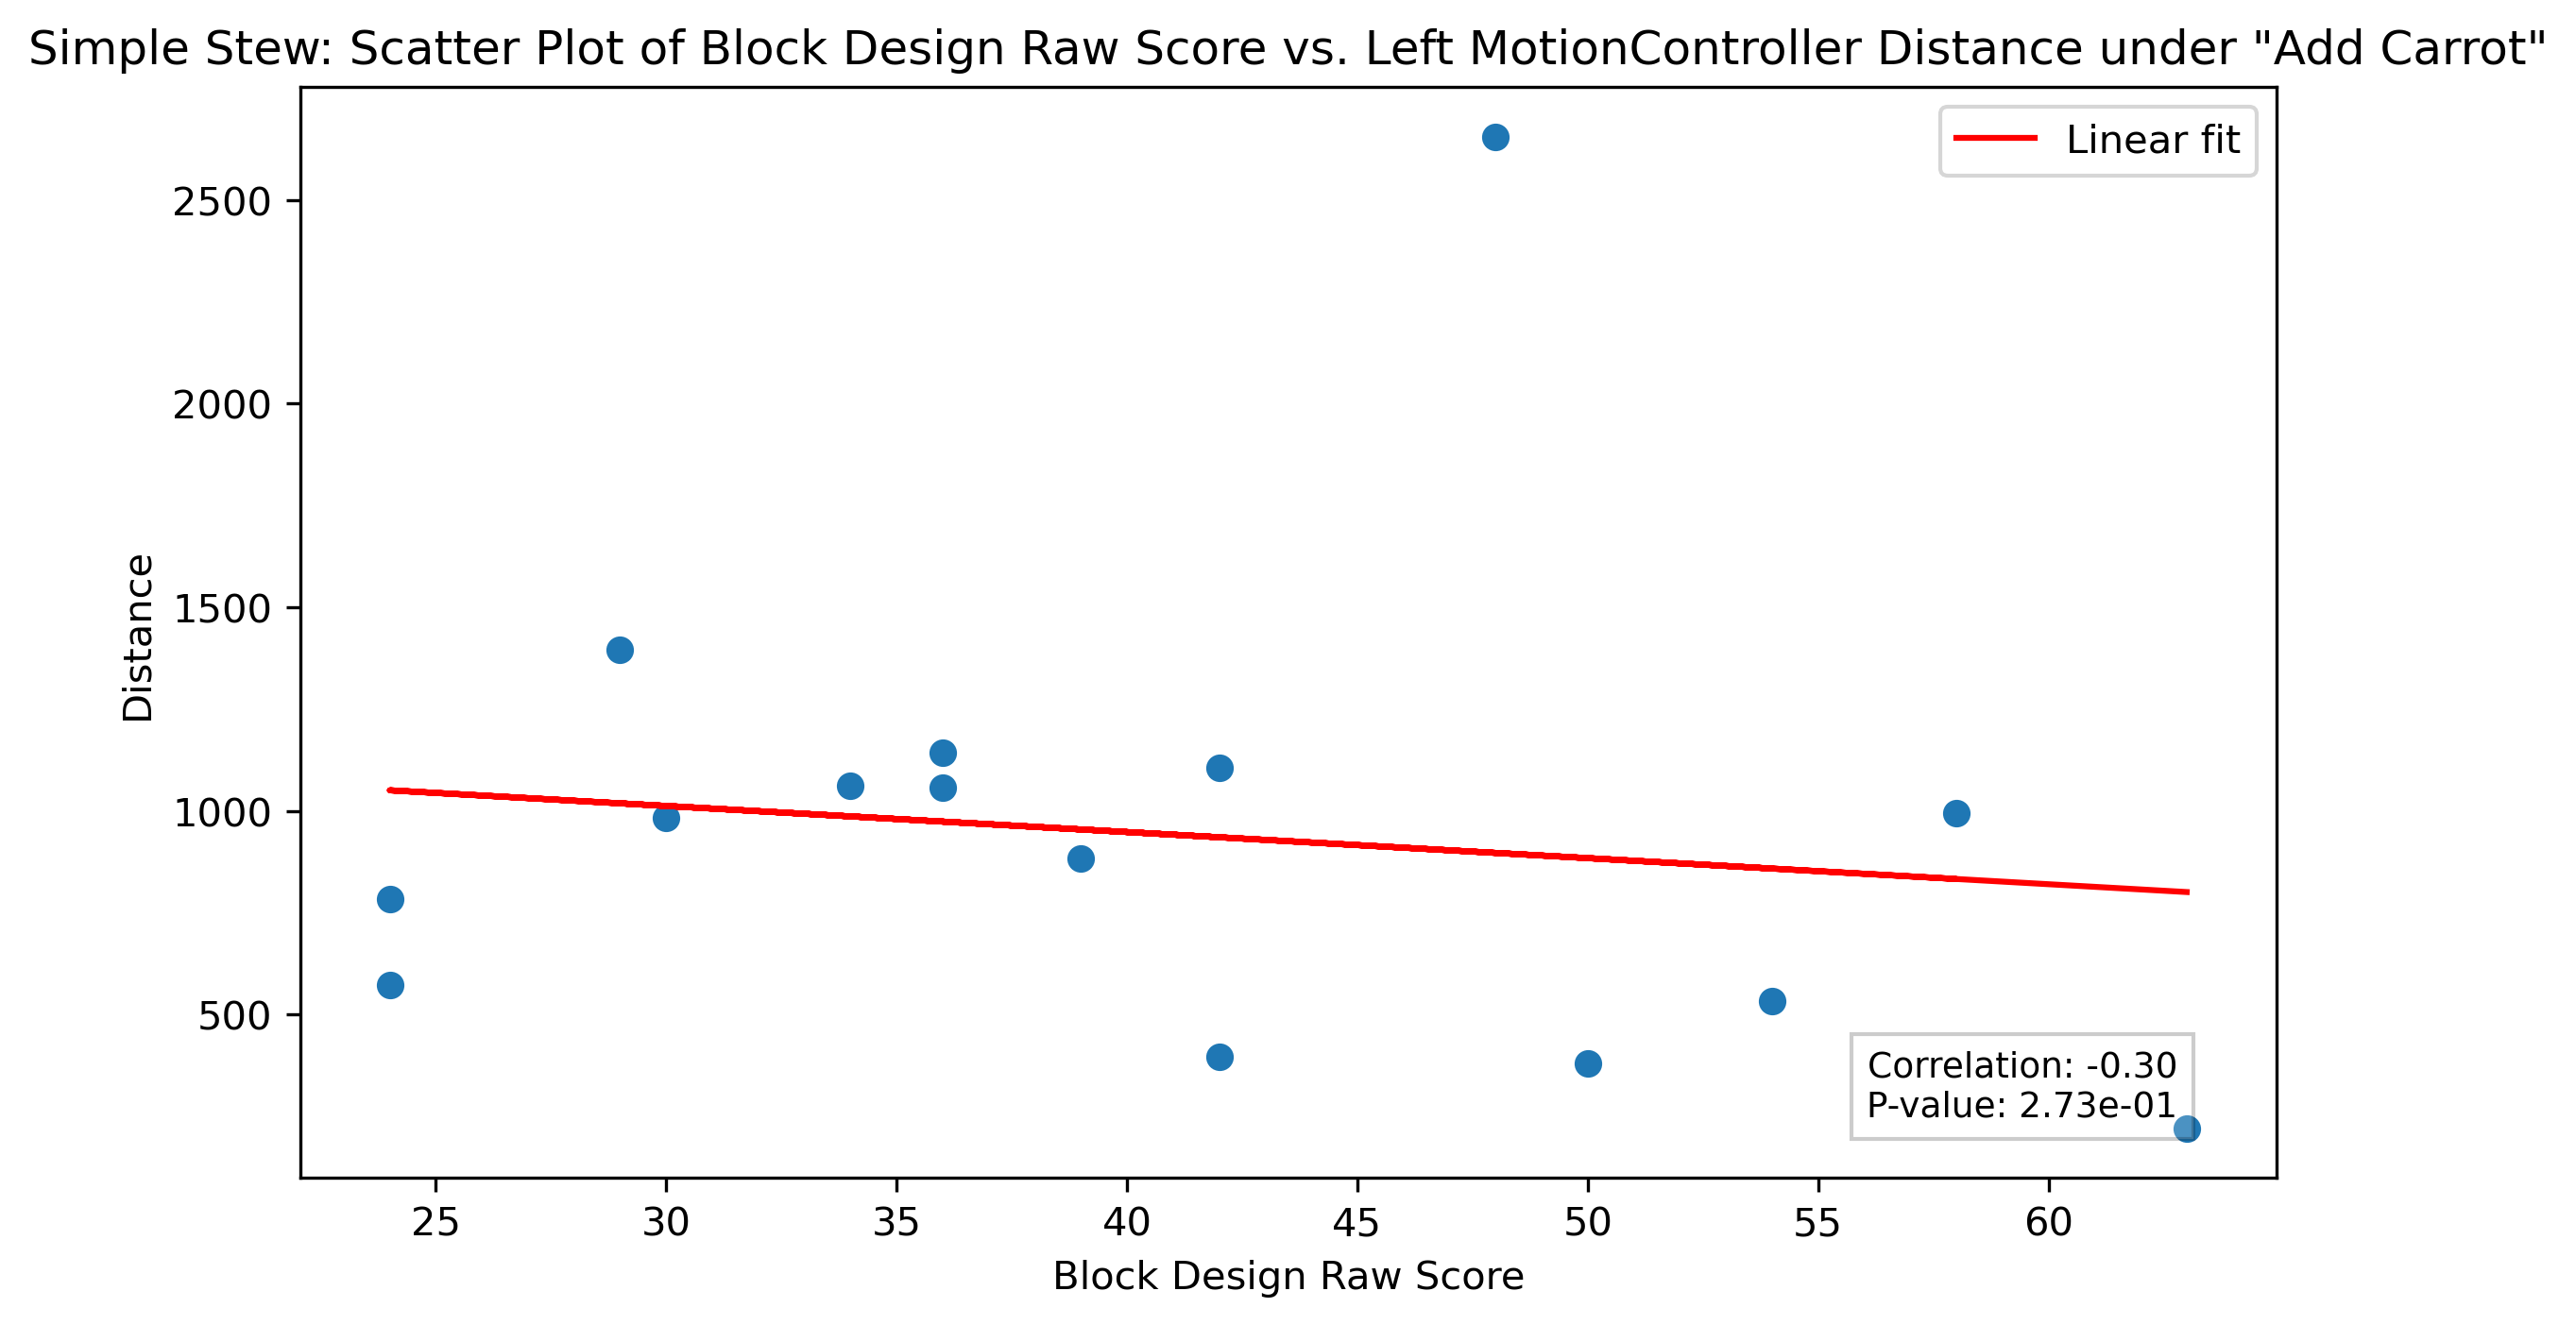 Simple Stew: Scatter Plot of Block Design Raw Score vs. Left MotionController Distance under "Add Carrot"
Linear fit
2500
2000
1500
1000
500
Distance
Correlation: -0.30
P-value: 2.73e-01
25 30 35 40 45 50 55 60
Block Design Raw Score